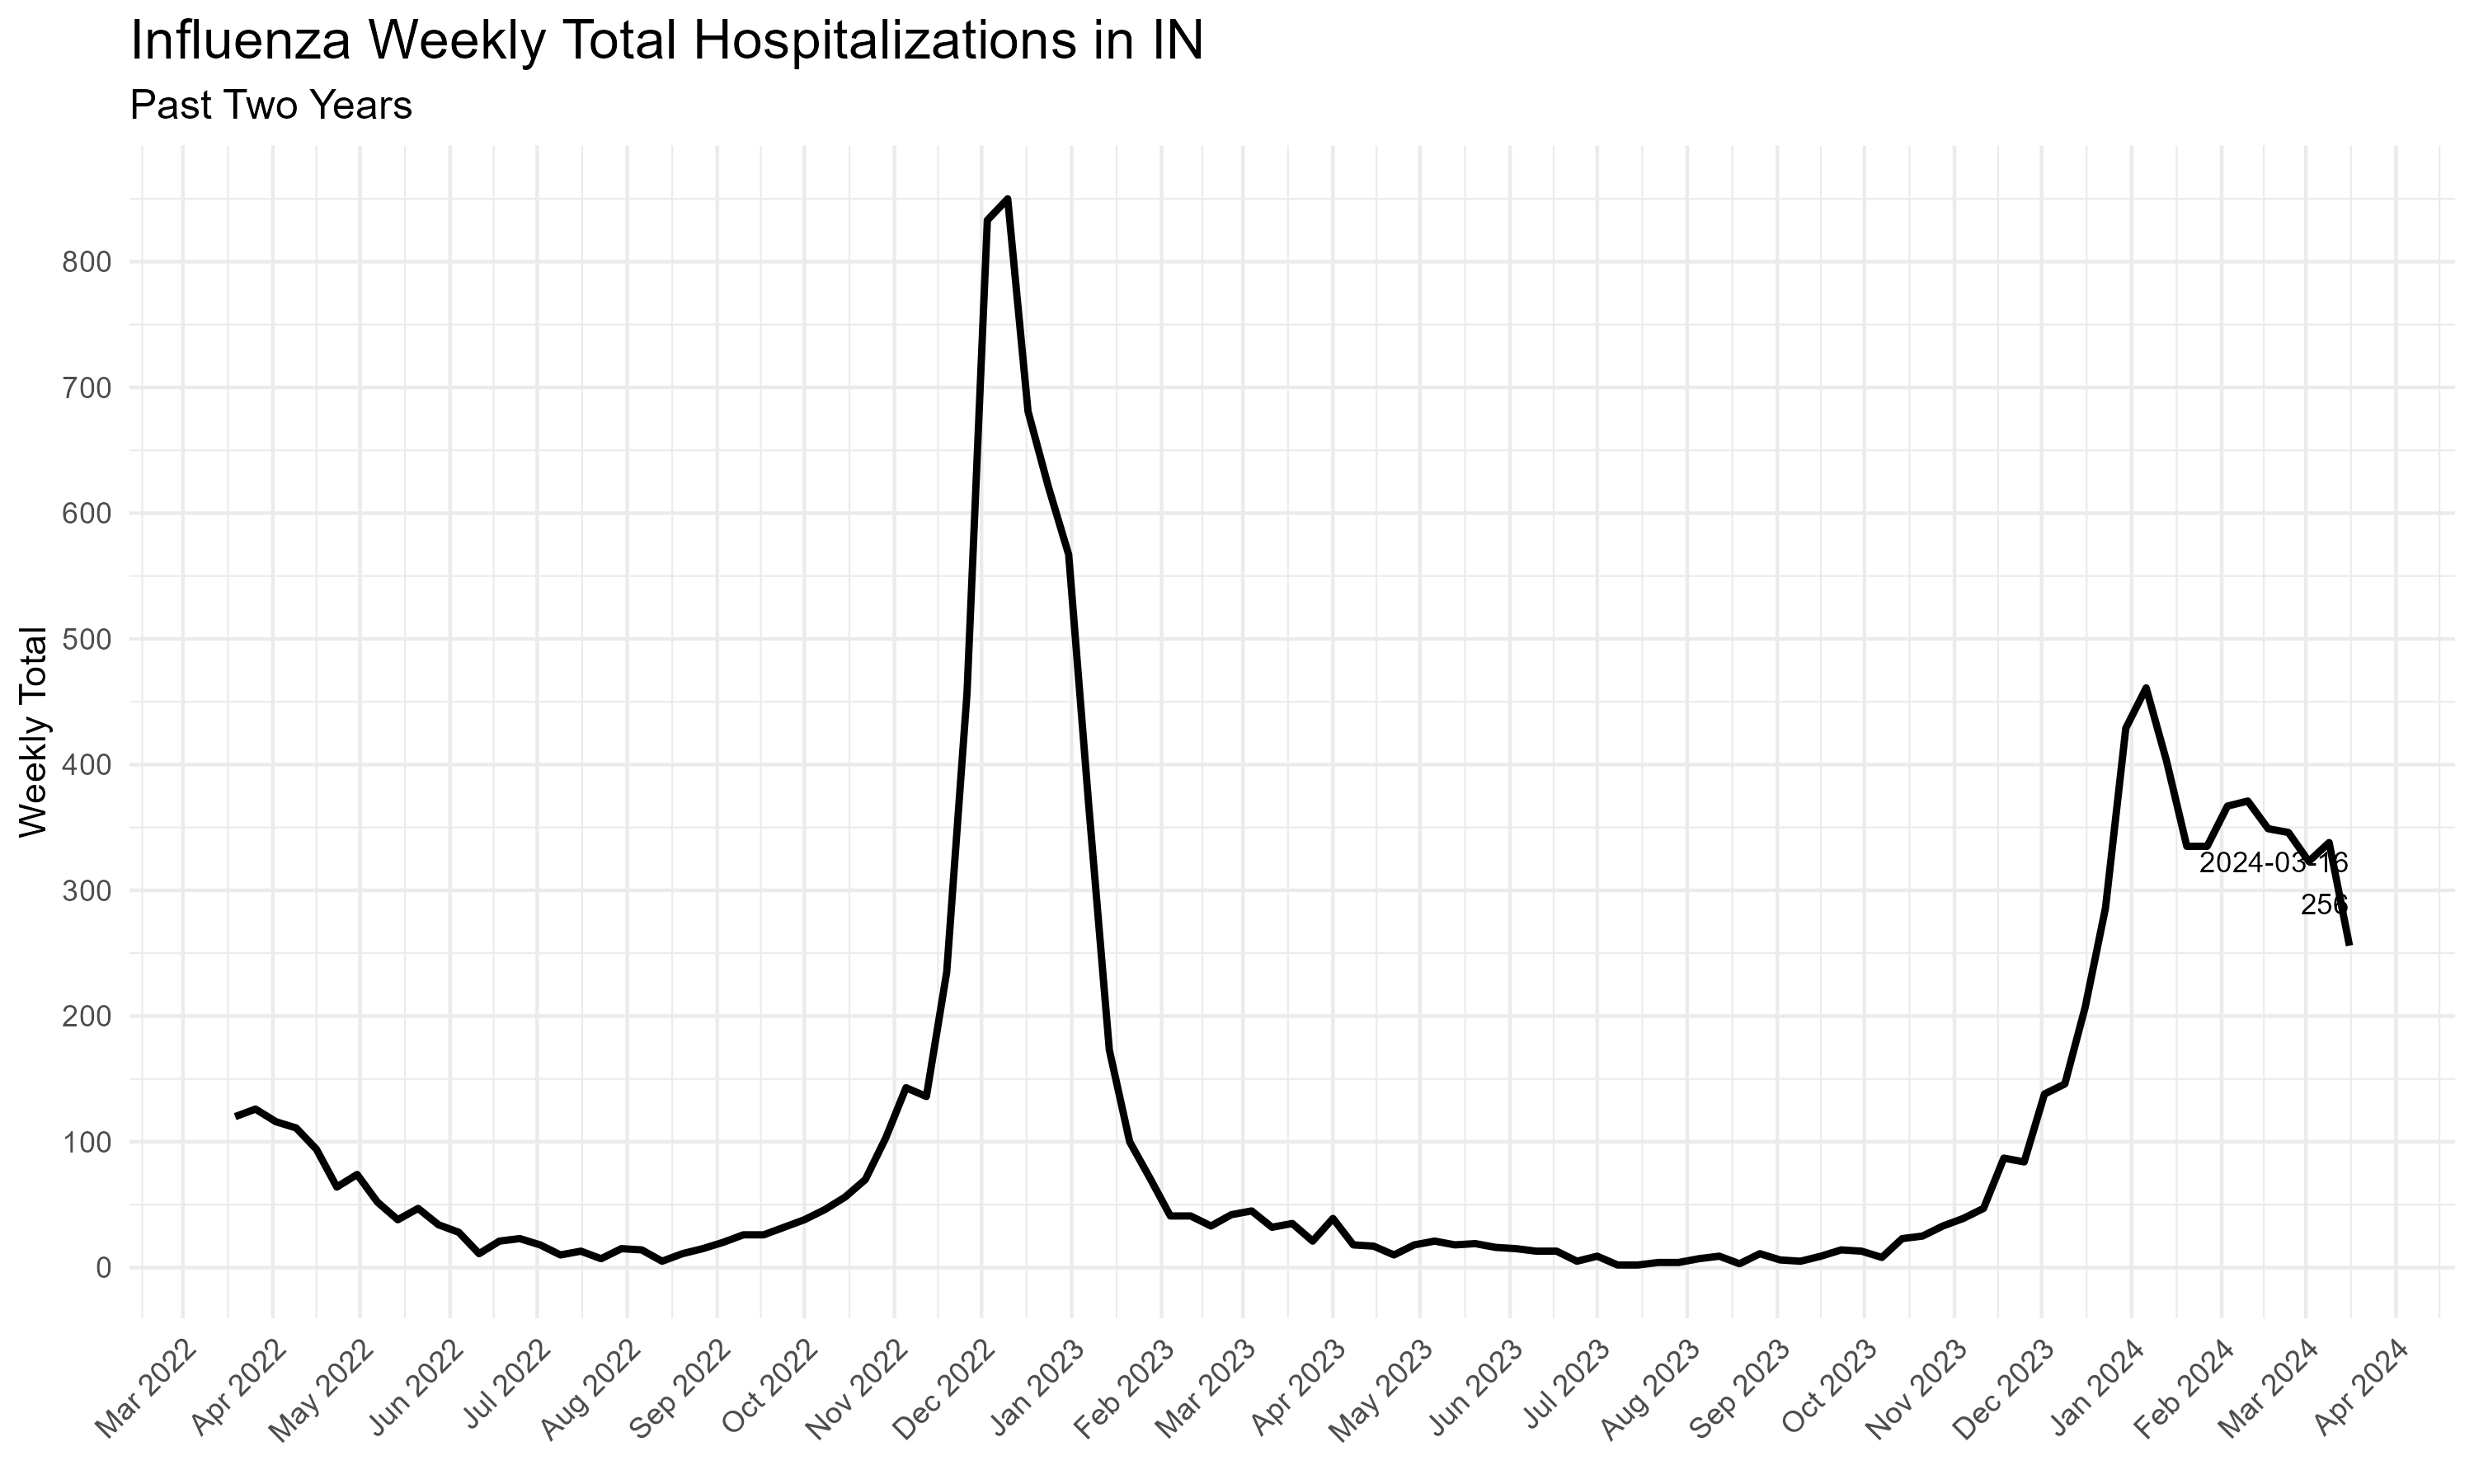 Influenza Weekly Total Hospitalizations in IN
Past Two Years
Weekly Total
800
700
600
500
400
300
200
100
0
2024-03-16
256
Mar 2022
Apr 2022
May 2022
Jun 2022
Jul 2022
Aug 2022
Sep 2022
Oct 2022
Nov 2022
Dec 2022
Jan 2023
Feb 2023
Mar 2023
Apr 2023
May 2023
Jun 2023
Jul 2023
Aug 2023
Sep 2023
Oct 2023
Nov 2023
Dec 2023
Jan 2024
Feb 2024
Mar 2024
Apr 2024